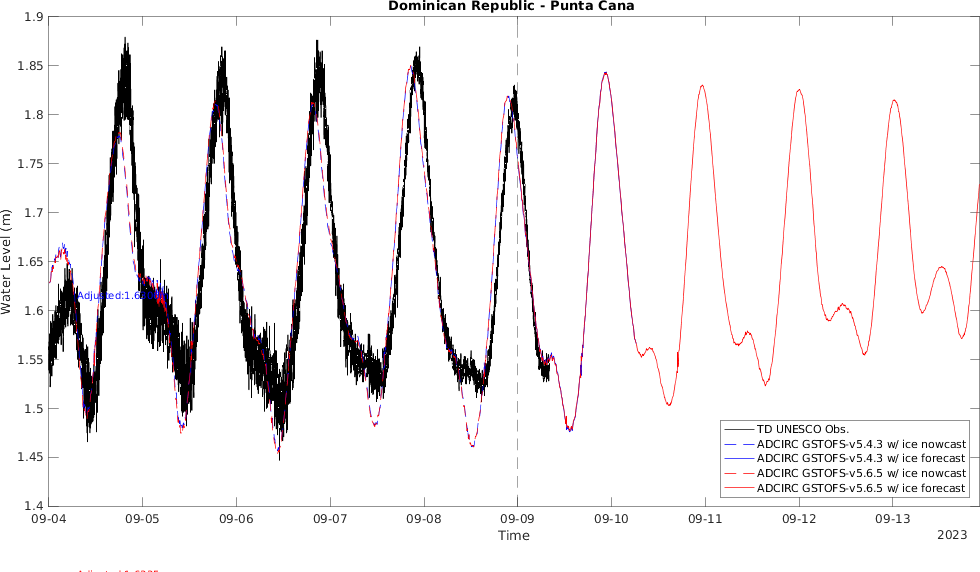 Dominican Republic - Punta Cana
1.9
1.85
1.8
1.75
1.7
1.65
1.6
1.55
1.5
1.45
1.4
Water Level (m)
TD UNESCO Obs.
ADCIRC GSTOFS-v5.4.3 w/ ice nowcast
ADCIRC GSTOFS-v5.4.3 w/ ice forecast
ADCIRC GSTOFS-v5.6.5 w/ ice nowcast
ADCIRC GSTOFS-v5.6.5 w/ ice forecast
09-04 09-05 09-06 09-07 09-08 09-09 09-10 09-11 09-12 09-13
Time
2023